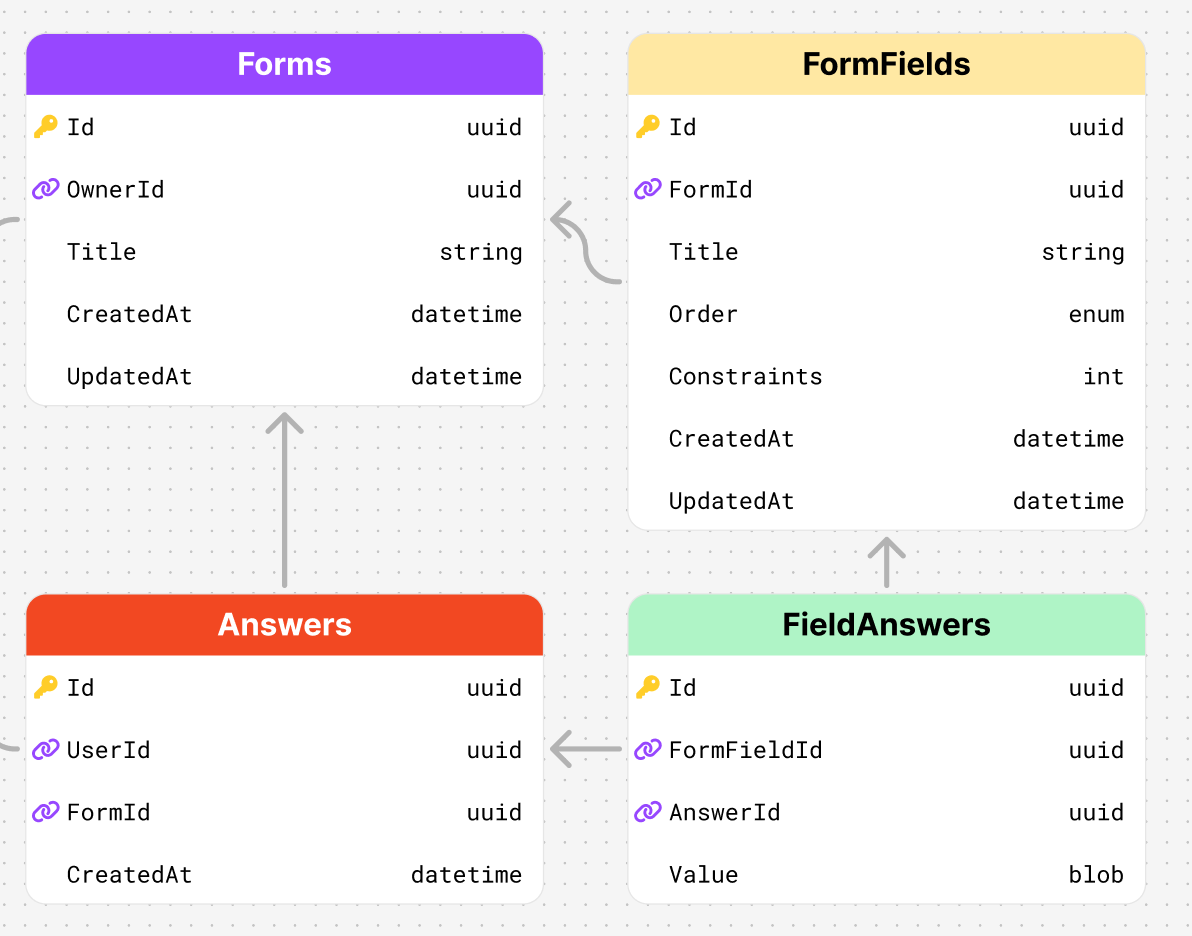 Forms
Id uuid
OwnerId uuid
Title string
CreatedAt datetime
UpdatedAt datetime
FormFields
Id uuid
FormId uuid
Title string
Order enum
Constraints int
CreatedAt datetime
UpdatedAt datetime
Answers
Id uuid
UserId uuid
FormId uuid
CreatedAt datetime
FieldAnswers
Id uuid
FormFieldId uuid
AnswerId uuid
Value blob